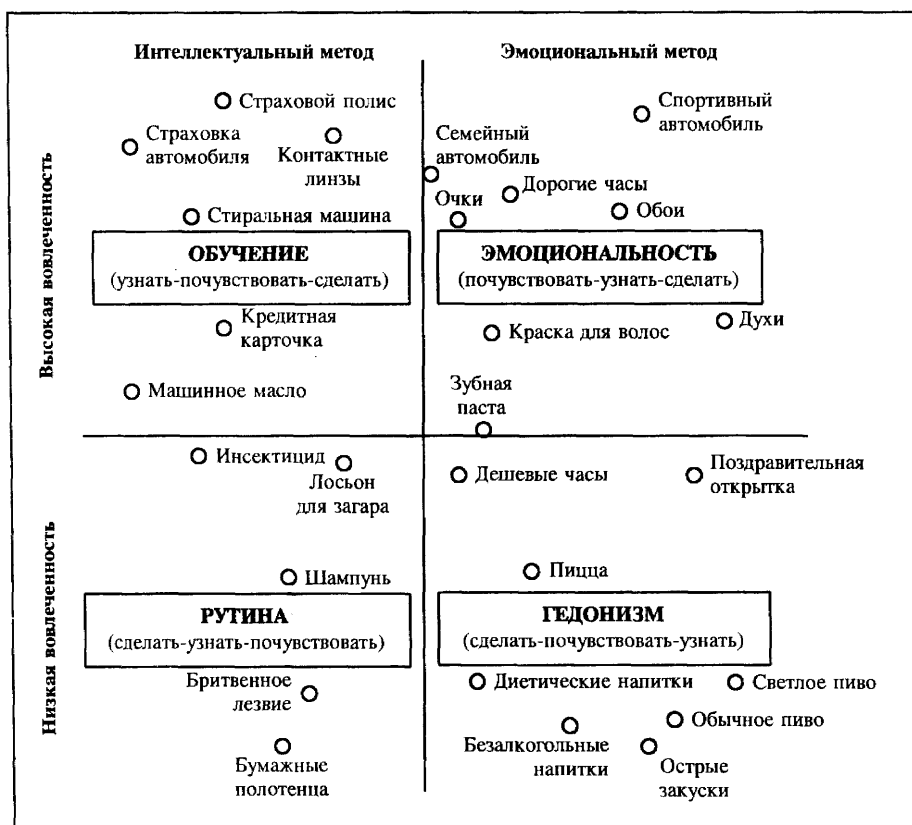 Интеллектуальный метод
Эмоциональный метод
Высокая вовлеченность
Низкая вовлеченность
Страховой полис
Страховка
автомобиля
Контактные
линзы
Стиральная машина
ОБУЧЕНИЕ
(узнать-почувствовать-сделать)
Кредитная
карточка
Машинное масло
Спортивный
автомобиль
Семейный
автомобиль
Дорогие часы
Очки
Обои
ЭМОЦИОНАЛЬНОСТЬ
(почувствовать-узнать-сделать)
Духи
Краска для волос
Зубная
паста
Инсектицид
Лосьон
для загара
Шампунь
РУТИНА
(сделать-узнать-почувствовать)
Бритвенное
лезвие
Бумажные
полотенца
Дешевые часы
Поздравительная
открытка
Пицца
ГЕДОНИЗМ
(сделать-почувствовать-узнать)
Диетические напитки
Светлое пиво
Обычное пиво
Безалкогольные
напитки
Острые
закуски